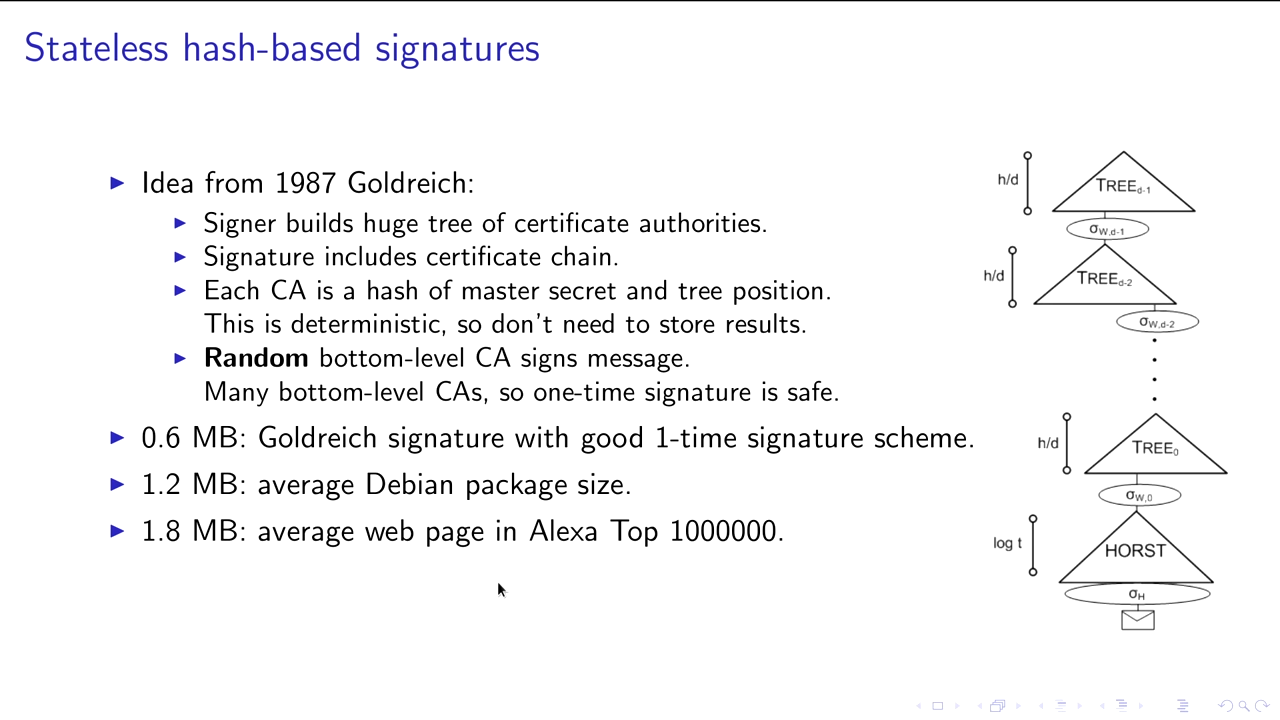 Stateless hash-based signatures
Idea from 1987 Goldreich:
Signer builds huge tree of certificate authorities.
Signature includes certificate chain.
Each CA is a hash of master secret and tree position.
This is deterministic, so don't need to store results.
Random bottom-level CA signs message.
Many bottom-level CAs, so one-time signature is safe.
0.6 MB: Goldreich signature with good 1-time signature scheme.
1.2 MB: average Debian package size.
1.8 MB: average web page in Alexa Top 1000000.
h/d
TREEd-1
σW,d-1
h/d
TREEd-2
σW,d-2
h/d
TREE0
σW,0
log t
HORST
σH